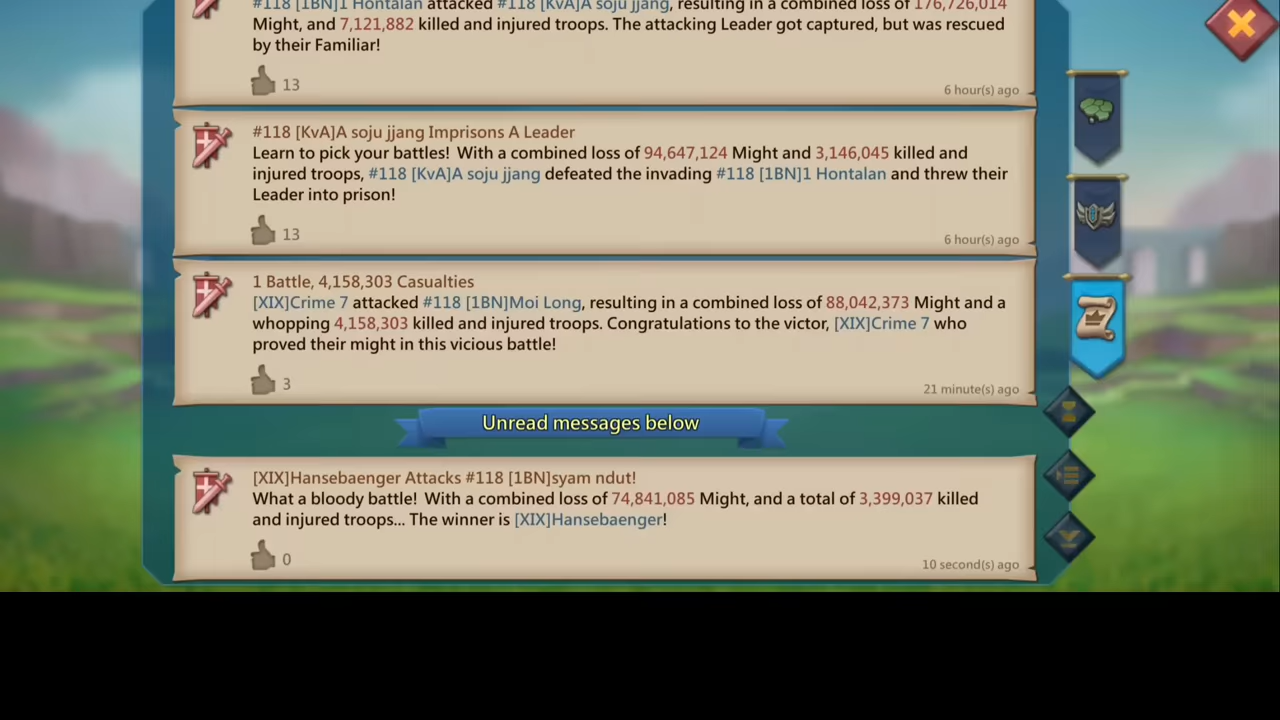 #118 [1BN]1 Hontalan attacked #118 [KvA]A soju jjang, resulting in a combined loss of 176,726,014
Might, and 7,121,882 killed and injured troops. The attacking Leader got captured, but was rescued
by their Familiar!
13
6 hour(s) ago
#118 [KvA]A soju jjang Imprisons A Leader
Learn to pick your battles! With a combined loss of 94,647,124 Might and 3,146,045 killed and
injured troops, #118 [KvA]A soju jjang defeated the invading #118 [1BN]1 Hontalan and threw their
Leader into prison!
13
6 hour(s) ago
1 Battle, 4,158,303 Casualties
[XIX]Crime 7 attacked #118 [1BN]Moi Long, resulting in a combined loss of 88,042,373 Might and a
whopping 4,158,303 killed and injured troops. Congratulations to the victor, [XIX]Crime 7 who
proved their might in this vicious battle!
3
21 minute(s) ago
Unread messages below
[XIX]Hansebaenger Attacks #118 [1BN]syam ndut!
What a bloody battle! With a combined loss of 74,841,085 Might, and a total of 3,399,037 killed
and injured troops... The winner is [XIX]Hansebaenger!
0
10 second(s) ago